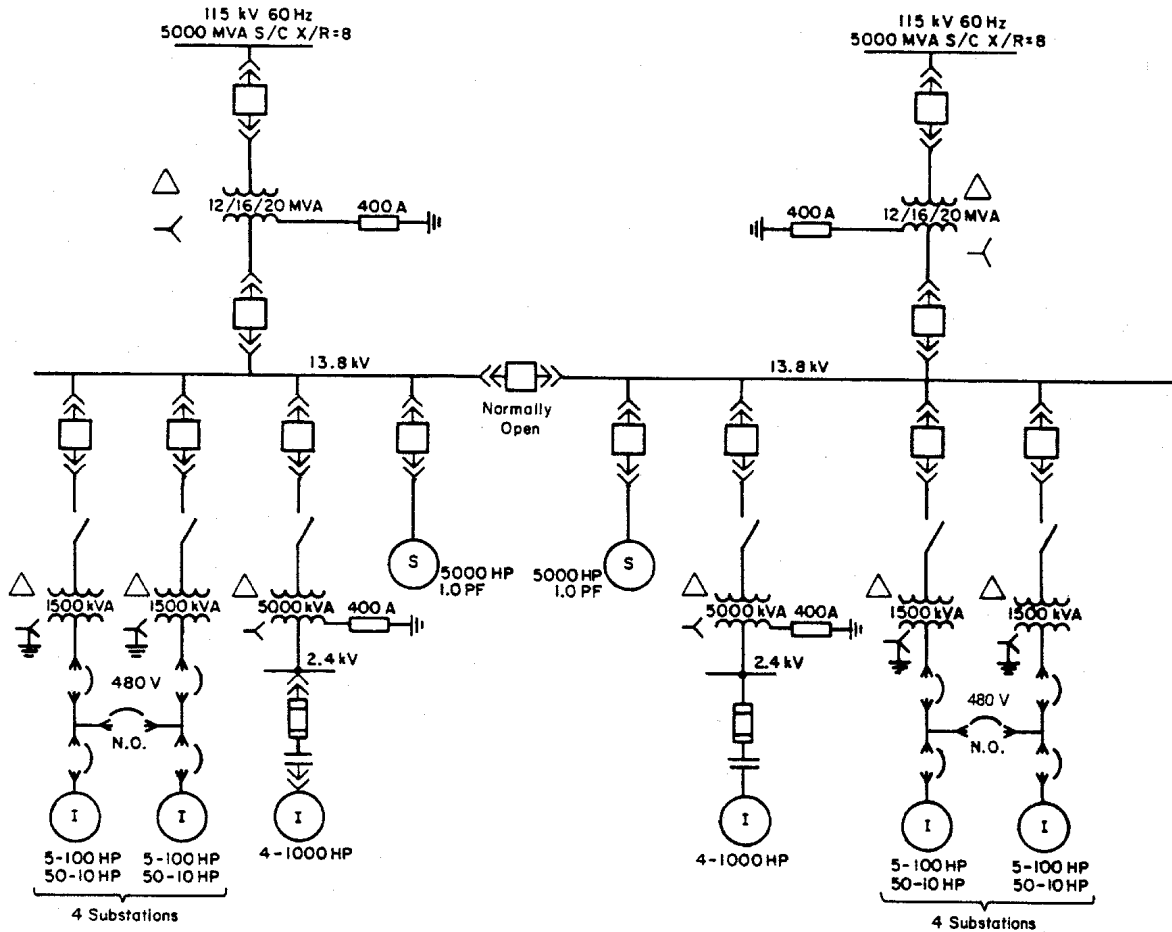 115 kV 60 Hz
5000 MVA S/C X/R=8
115 kV 60 Hz
5000 MVA S/C X/R=8
12/16/20 MVA
400 A
400 A
12/16/20 MVA
13.8 kV
13.8 kV
Normally
Open
S
5000 HP
1.0 PF
S
5000 HP
1.0 PF
1500 kVA
1500 kVA
5000 kVA
400 A
5000 kVA
400A
1500 kVA
1500 kVA
2.4 kV
2.4 kV
480 V
N.O.
480 V
N.O.
I
I
I
I
I
I
5-100 HP
50-10 HP
5-100 HP
50-10 HP
4-1000 HP
4-1000 HP
5-100 HP
50-10 HP
5-100 HP
50-10 HP
4 Substations
4 Substations